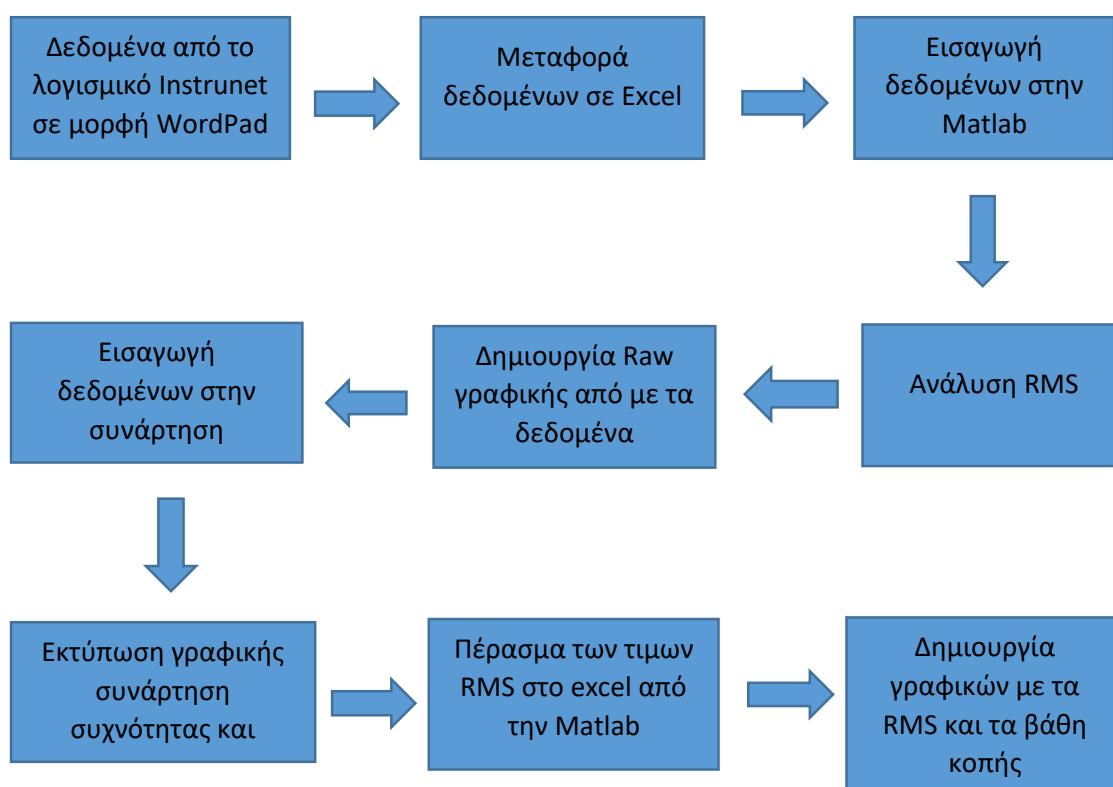 Δεδομένα από το
λογισμικό Instrunet
σε μορφή WordPad
Μεταφορά
δεδομένων σε Excel
Εισαγωγή
δεδομένων στην
Matlab
Ανάλυση RMS
Δημιουργία Raw
γραφικής από με τα
δεδομένα
Εισαγωγή
δεδομένων στην
συνάρτηση
Εκτύπωση γραφικής
συνάρτηση
συχνότητας και
Πέρασμα των τιμων
RMS στο excel από
την Matlab
Δημιουργία
γραφικών με τα
RMS και τα βάθη
κοπής